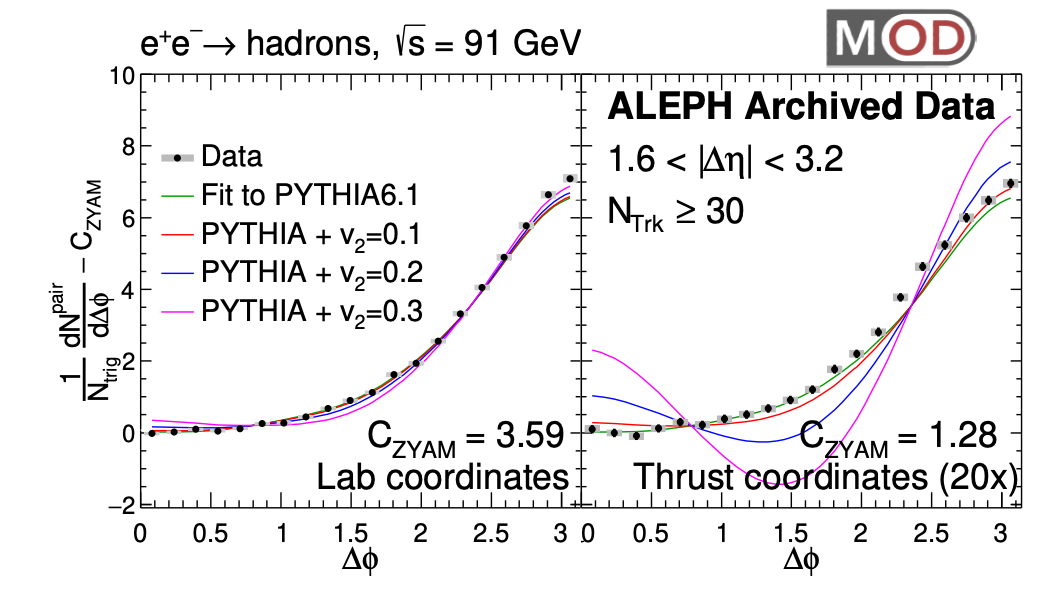 e⁺e⁻→ hadrons, √s = 91 GeV
MOD
ALEPH Archived Data
1.6 < |Δη| < 3.2
N_Trk ≥ 30
Data
Fit to PYTHIA6.1
PYTHIA + v₂=0.1
PYTHIA + v₂=0.2
PYTHIA + v₂=0.3
1/N_trig dN^pair/dΔϕ − C_ZYAM
10
8
6
4
2
0
−2
C_ZYAM = 3.59
Lab coordinates
C_ZYAM = 1.28
Thrust coordinates (20x)
0 0.5 1 1.5 2 2.5 3
0 0.5 1 1.5 2 2.5 3
Δϕ
Δϕ